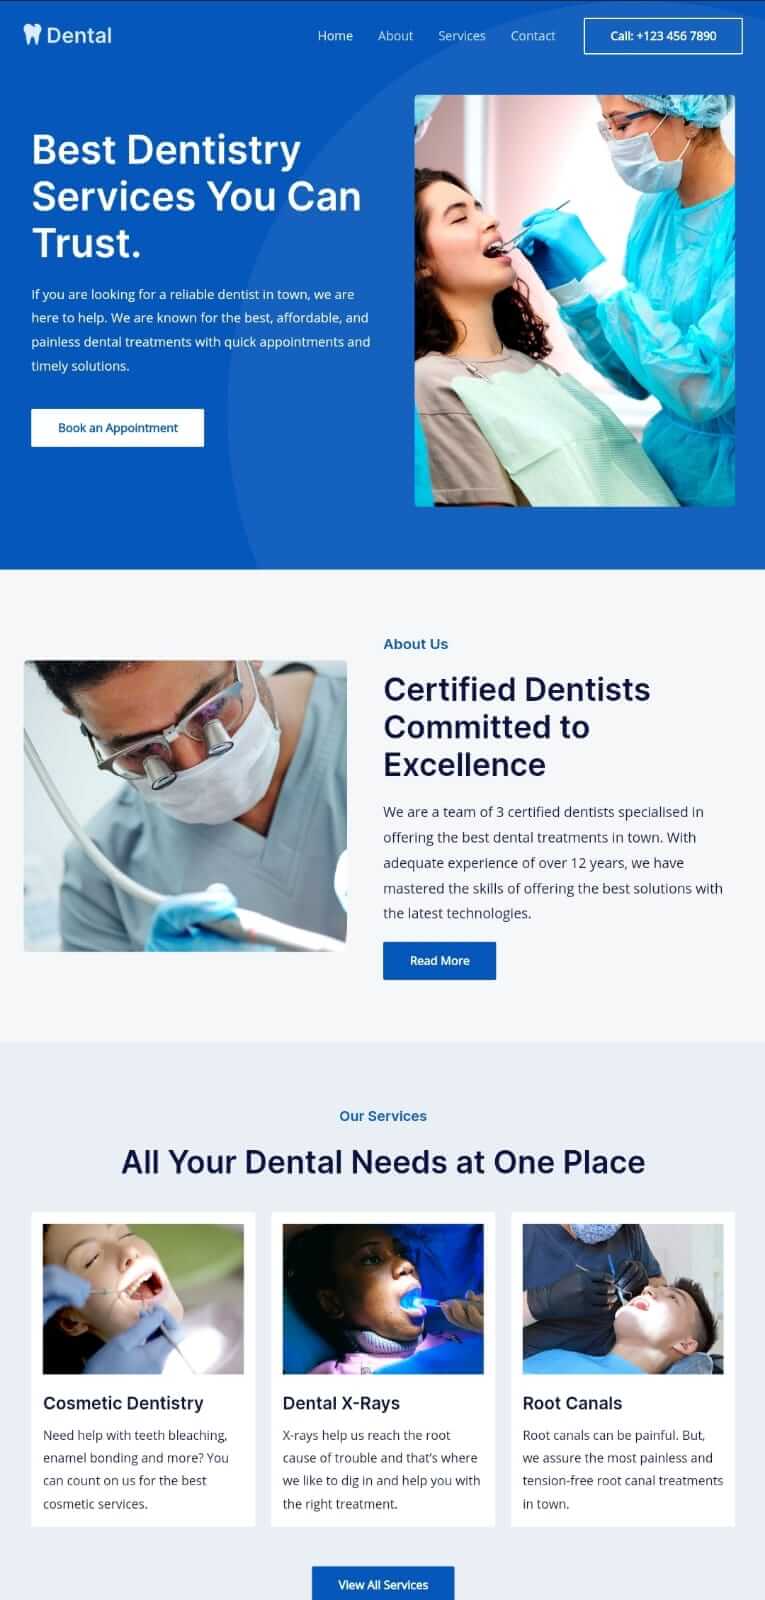 Dental
Home
About
Services
Contact
Call: +123 456 7890
Best Dentistry
Services You Can
Trust.
If you are looking for a reliable dentist in town, we are
here to help. We are known for the best, affordable, and
painless dental treatments with quick appointments and
timely solutions.
Book an Appointment
About Us
Certified Dentists
Committed to
Excellence
We are a team of 3 certified dentists specialised in
offering the best dental treatments in town. With
adequate experience of over 12 years, we have
mastered the skills of offering the best solutions with
the latest technologies.
Read More
Our Services
All Your Dental Needs at One Place
Cosmetic Dentistry
Need help with teeth bleaching,
enamel bonding and more? You
can count on us for the best
cosmetic services.
Dental X-Rays
X-rays help us reach the root
cause of trouble and that's where
we like to dig in and help you with
the right treatment.
Root Canals
Root canals can be painful. But,
we assure the most painless and
tension-free root canal treatments
in town.
View All Services